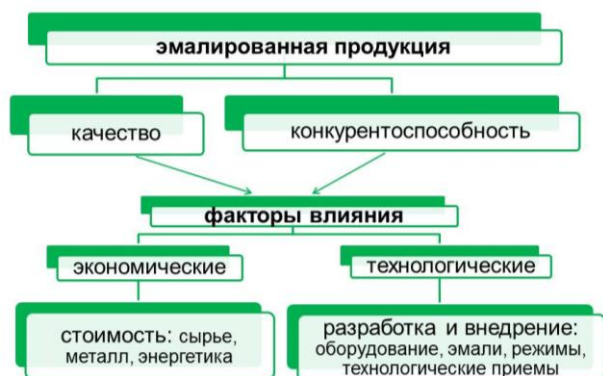 эмалированная продукция
качество
конкурентоспособность
факторы влияния
экономические
технологические
стоимость: сырье,
металл, энергетика
разработка и внедрение:
оборудование, эмали, режимы,
технологические приемы